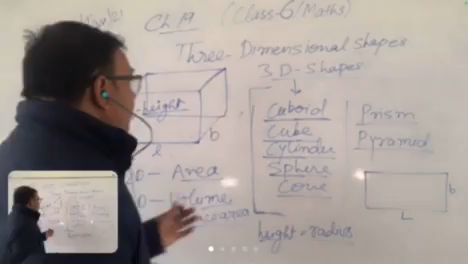 Ch 19 (Class-6/Maths)
Three-Dimensional shapes
3 D-Shapes
height
b
l
Cuboid
Cube
Cylinder
Sphere
Cone
Prism
Pyramid
b
L
D - Area
D - Volume
height = radius